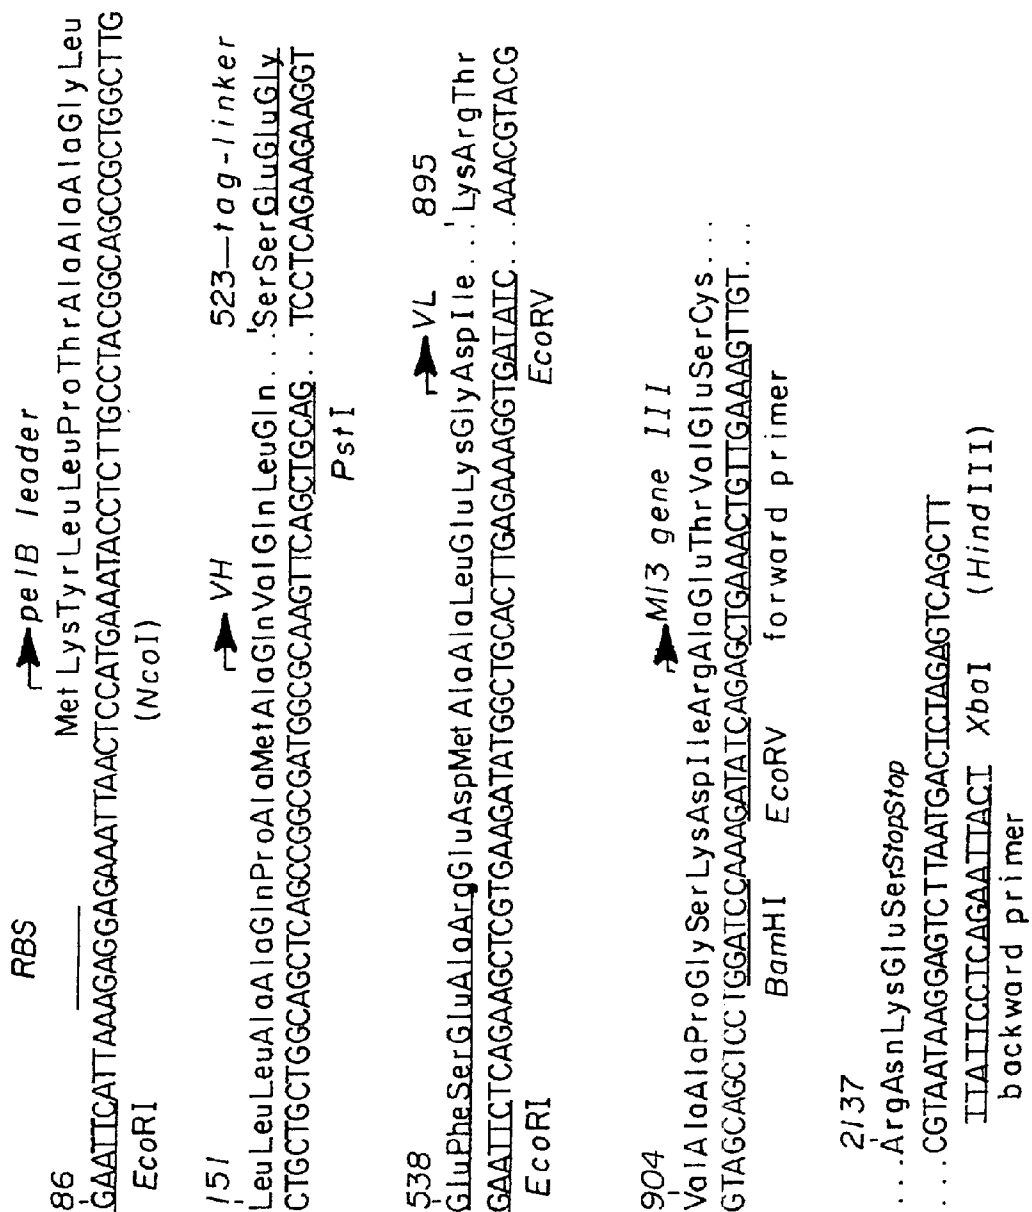 RBS
pelB leader
86
MetLysTyrLeuLeuProThrAlaAlaAlaGlyLeu
GAATTCATTAAAGAGGAGAAATTAACTCCATGAAATACCTCTTGCCTACGGCAGCCGCTGGCTTG
EcoRI
(NcoI)
151
VH
523—tag-linker
LeuLeuLeuAlaAlaGlnProAlaMetAlaGlnValGlnLeuGln...'SerSerGluGluGly
CTGCTGCTGGCAGCTCAGCCGGCGATGGCGCAAGTTCAGCTGCAG...TCCTCAGAAGAAGGT
PstI
538
VL
895
GluPheSerGluAlaArgGluAspMetAlaAlaLeuGluLysGlyAspIle...'LysArgThr
GAATTCTCAGAAGCTCGTGAAGATATGGCTGCACTTGAGAAAGGTGATATC...AAACGTACG
EcoRI
EcoRV
904
M13 gene III
ValAlaAlaProGlySerLysAspIleArgAlaGluThrValGluSerCys...
GTAGCAGCTCCTGGATCCAAAGATATCAGAGCTGAAACTGTTGAAAGTTGT...
BamHI
EcoRV
forward primer
2137
...ArgAsnLysGluSerStopStop
...CGTAATAAGGAGTCTTAATGACTCTAGAGTCAGCTT
TTATTCCTCAGAATTACT XbaI (HindIII)
backward primer